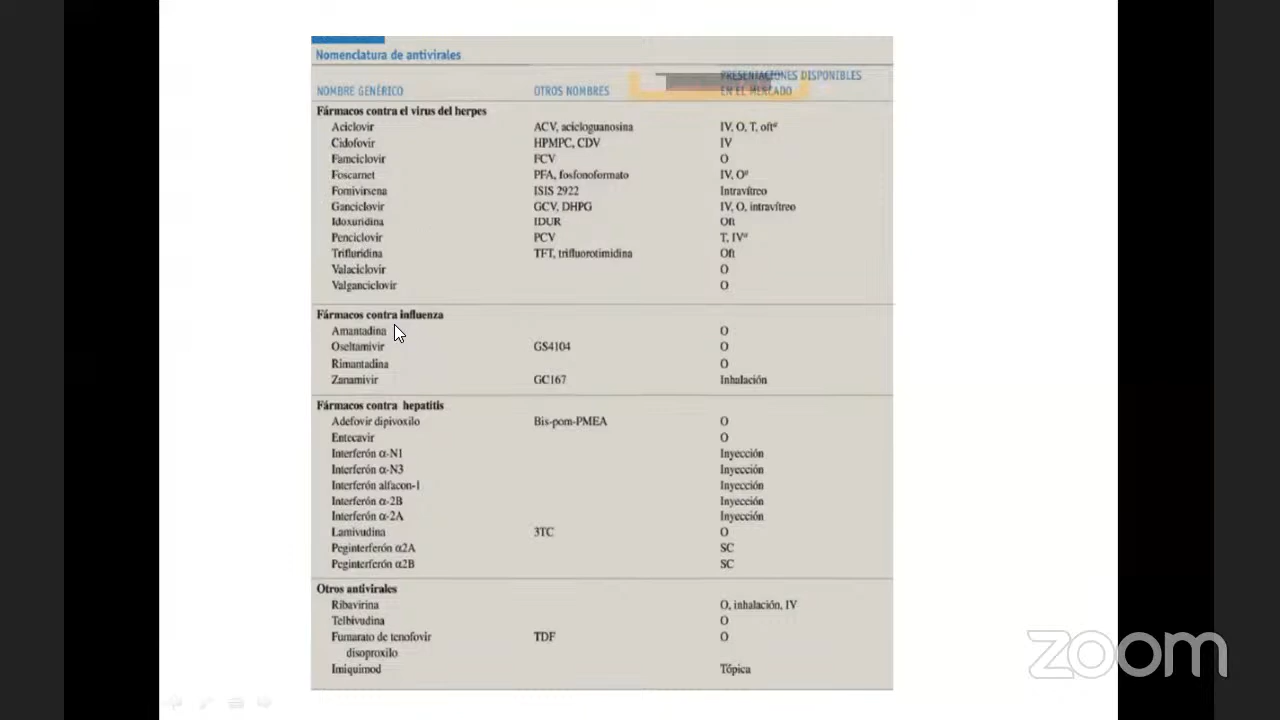 Nomenclatura de antivirales
PRESENTACIONES DISPONIBLES
NOMBRE GENÉRICO OTROS NOMBRES EN EL MERCADO
Fármacos contra el virus del herpes
Aciclovir ACV, acicloguanosina IV, O, T, oftª
Cidofovir HPMPC, CDV IV
Famciclovir FCV O
Foscarnet PFA, fosfonoformato IV, Oª
Fomivirsena ISIS 2922 Intravítreo
Ganciclovir GCV, DHPG IV, O, intravítreo
Idoxuridina IDUR Oft
Penciclovir PCV T, IVª
Trifluridina TFT, trifluorotimidina Oft
Valaciclovir O
Valganciclovir O
Fármacos contra influenza
Amantadina O
Oseltamivir GS4104 O
Rimantadina O
Zanamivir GC167 Inhalación
Fármacos contra hepatitis
Adefovir dipivoxilo Bis-pom-PMEA O
Entecavir O
Interferón α-N1 Inyección
Interferón α-N3 Inyección
Interferón alfacon-1 Inyección
Interferón α-2B Inyección
Interferón α-2A Inyección
Lamivudina 3TC O
Peginterferón α2A SC
Peginterferón α2B SC
Otros antivirales
Ribavirina O, inhalación, IV
Telbivudina O
Fumarato de tenofovir TDF O
disoproxilo
Imiquimod Tópica
zoom